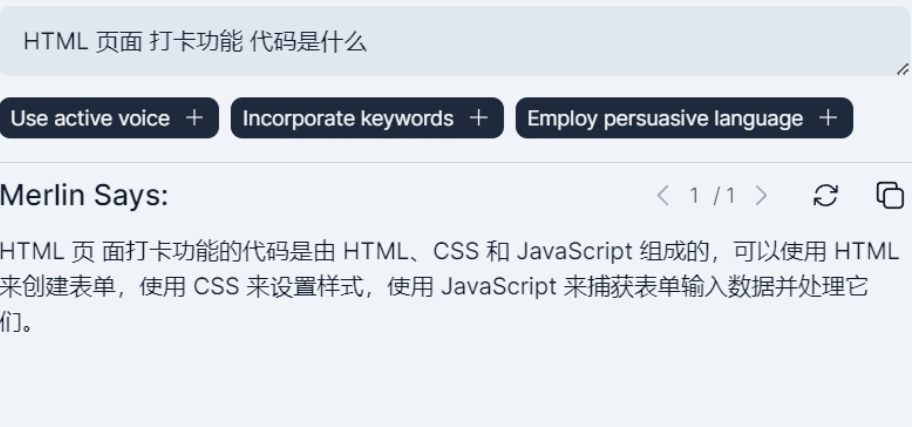 HTML 页面 打卡功能 代码是什么
Use active voice +
Incorporate keywords +
Employ persuasive language +
Merlin Says:
< 1 / 1 >
HTML 页 面打卡功能的代码是由 HTML、CSS 和 JavaScript 组成的，可以使用 HTML
来创建表单，使用 CSS 来设置样式，使用 JavaScript 来捕获表单输入数据并处理它
们。